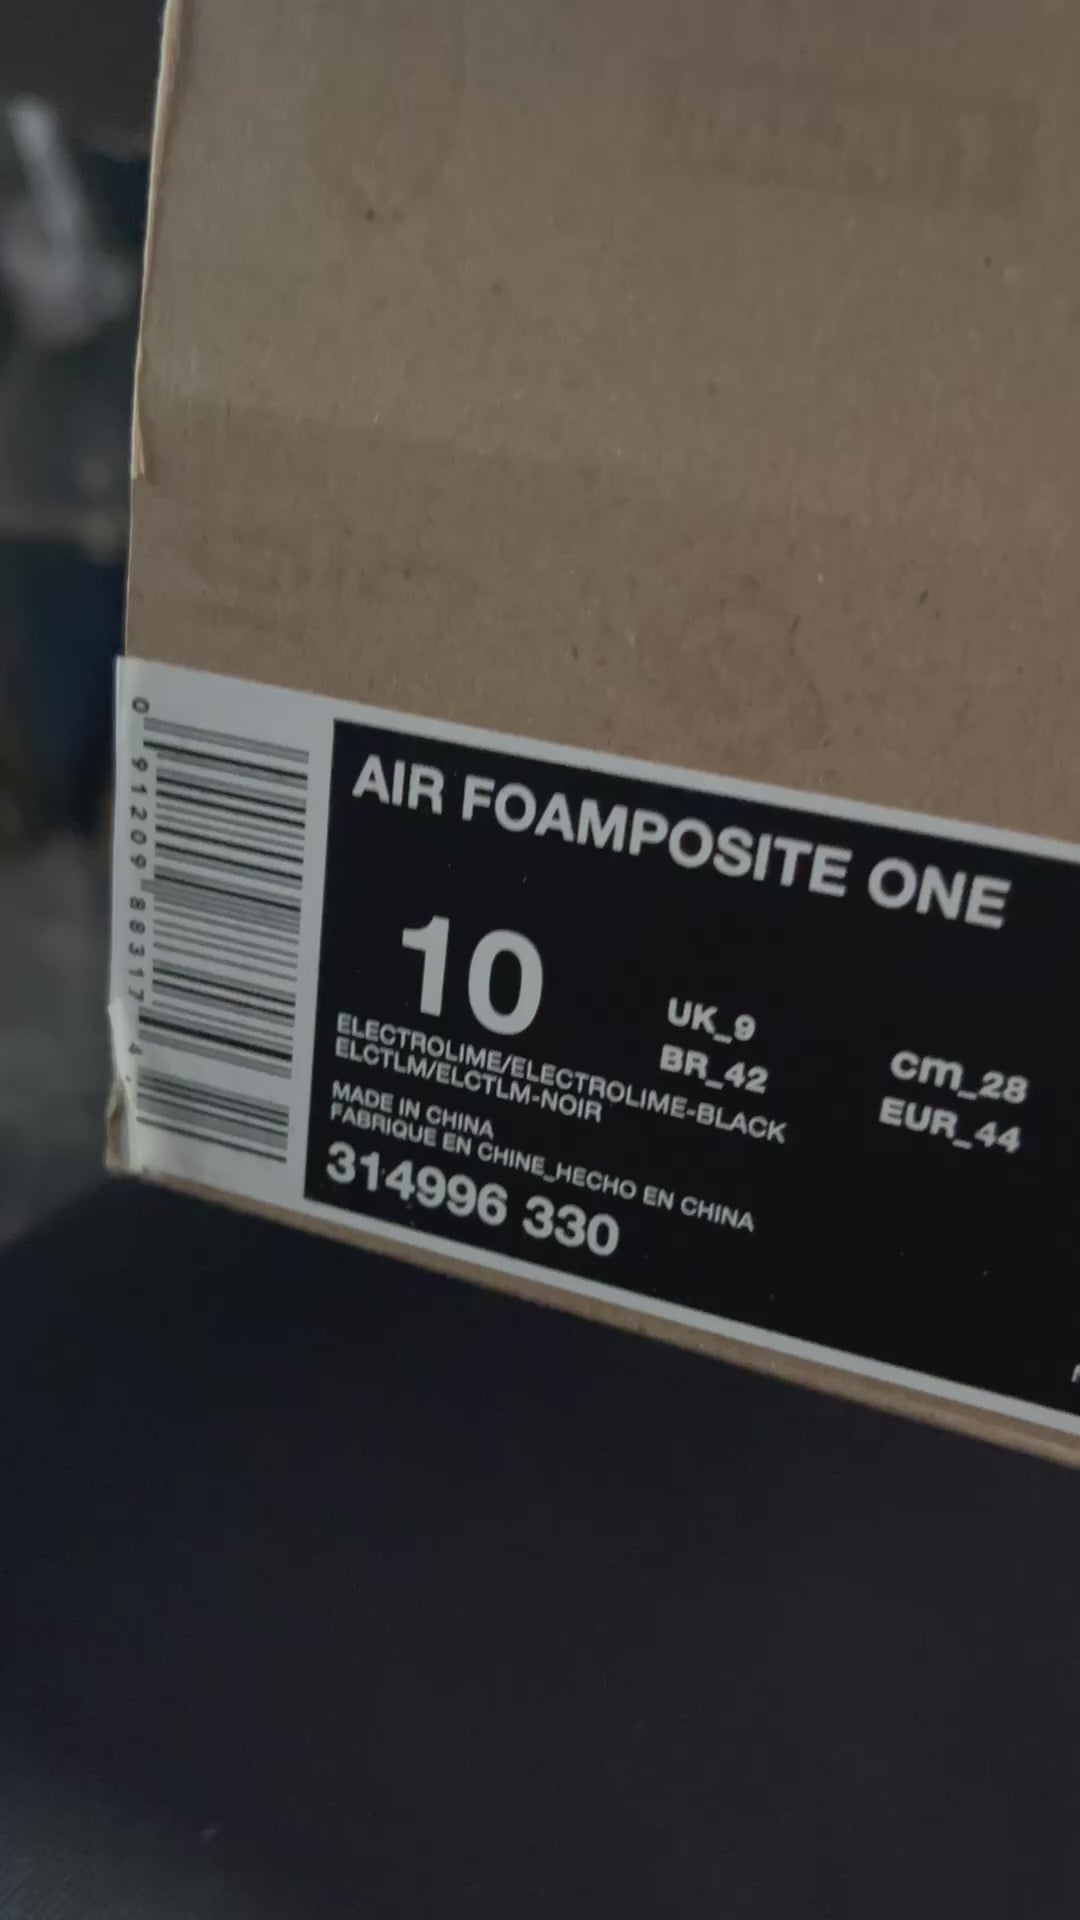 0 91209 88317 4
AIR FOAMPOSITE ONE
10
UK_9
BR_42
cm_28
EUR_44
ELECTROLIME/ELECTROLIME-BLACK
ELCTLM/ELCTLM-NOIR
MADE IN CHINA
FABRIQUE EN CHINE_HECHO EN CHINA
314996 330